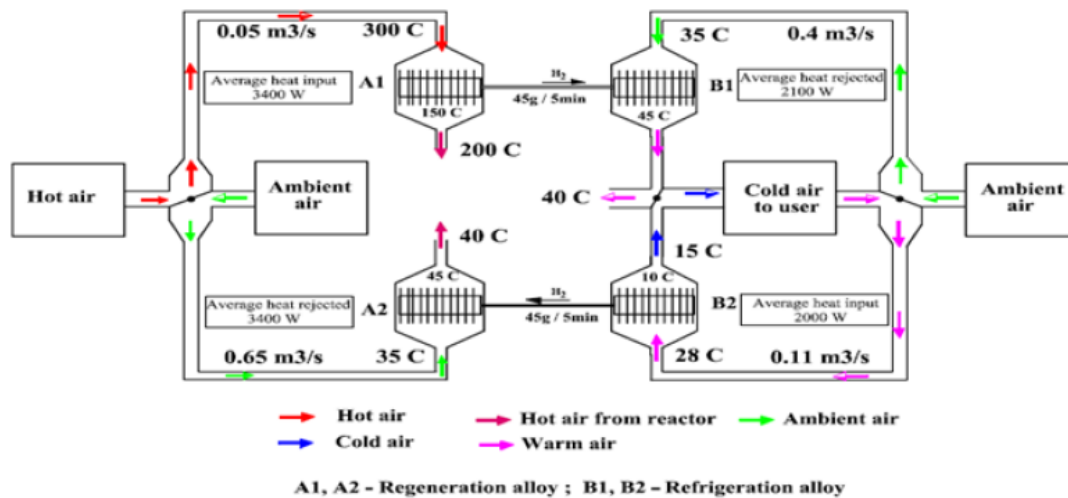 0.05 m3/s
300 C
35 C
0.4 m3/s
Average heat input
3400 W
A1
H2
45g / 5min
B1
Average heat rejected
2100 W
150 C
45 C
200 C
Hot air
Ambient
air
40 C
Cold air
to user
Ambient
air
40 C
15 C
45 C
10 C
Average heat rejected
3400 W
A2
H2
45g / 5min
B2
Average heat input
2000 W
0.65 m3/s
35 C
28 C
0.11 m3/s
Hot air
Hot air from reactor
Ambient air
Cold air
Warm air
A1, A2 - Regeneration alloy ; B1, B2 - Refrigeration alloy